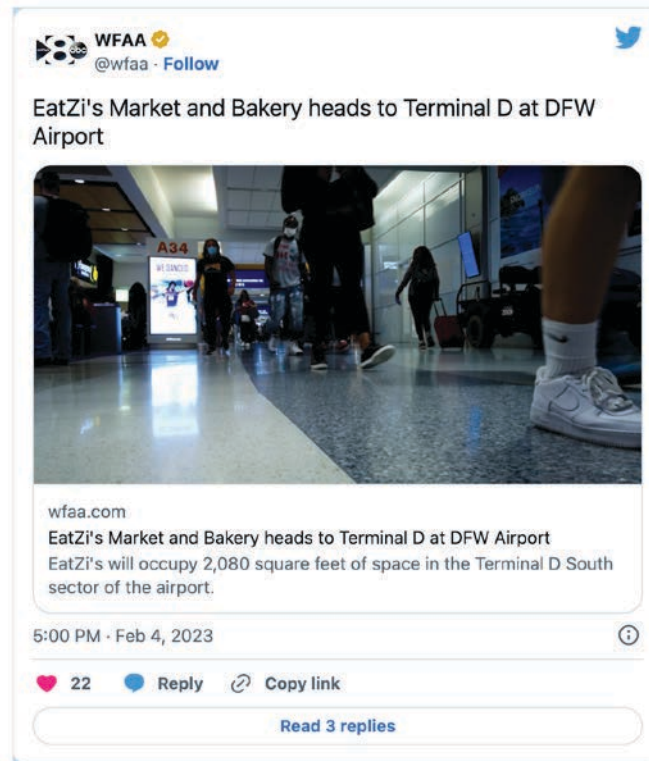 WFAA
@wfaa · Follow
EatZi's Market and Bakery heads to Terminal D at DFW
Airport
A34
wfaa.com
EatZi's Market and Bakery heads to Terminal D at DFW Airport
EatZi's will occupy 2,080 square feet of space in the Terminal D South
sector of the airport.
5:00 PM · Feb 4, 2023
22 Reply Copy link
Read 3 replies